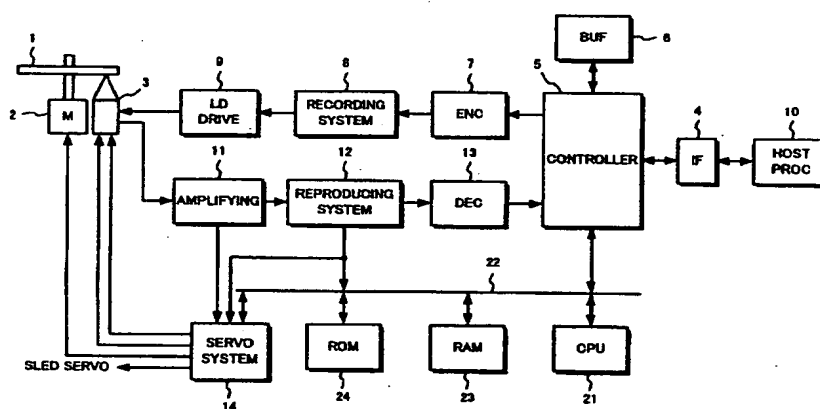 BUF
6
1
3
9
8
7
5
2
M
LD
DRIVE
RECORDING
SYSTEM
ENC
4
10
CONTROLLER
IF
HOST
PROC
11
12
13
AMPLIFYING
REPRODUCING
SYSTEM
DEC
22
SERVO
SYSTEM
ROM
RAM
CPU
SLED SERVO
14
24
23
21